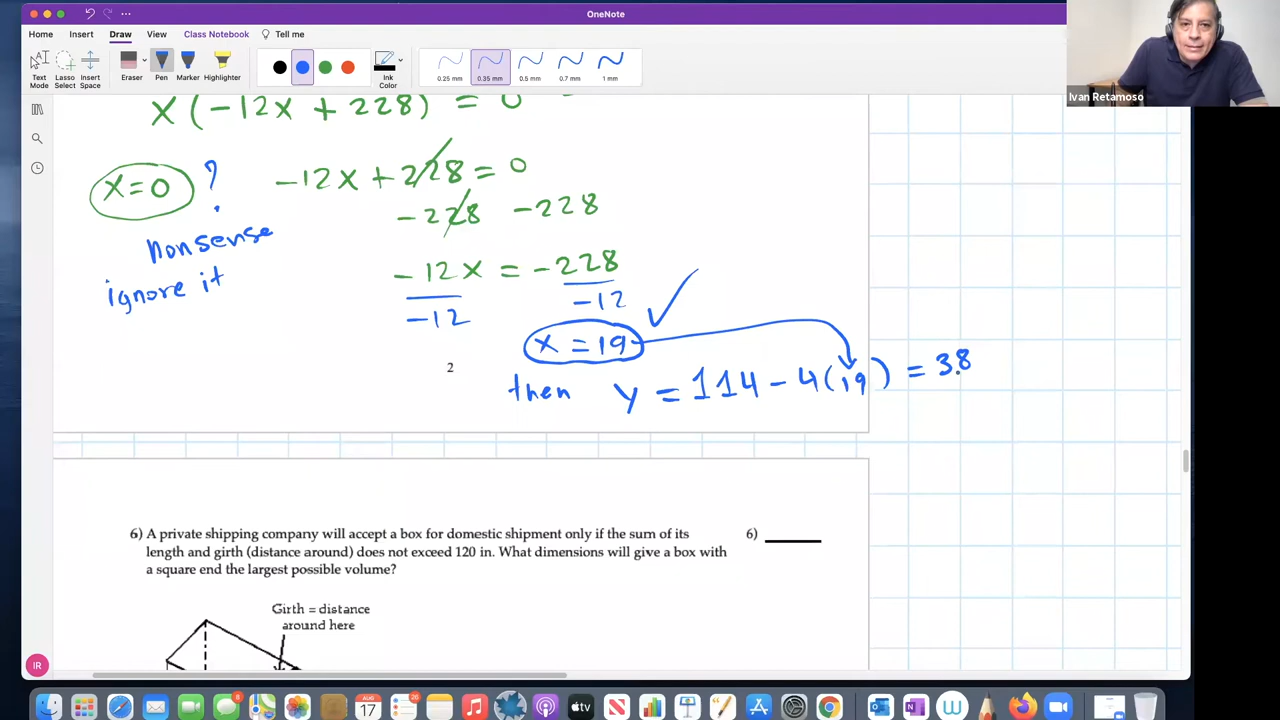 OneNote
Home Insert Draw View Class Notebook Tell me
Text Mode
Lasso Select
Insert Space
Eraser
Pen
Marker
Highlighter
Ink Color
0.25 mm 0.35 mm 0.5 mm 0.7 mm 1 mm
Ivan Retamoso
x(-12x + 228) = 0
x = 0 ? -12x + 228 = 0
-228 -228
nonsense
ignore it
-12x = -228
-12 -12
x = 19 ✓
2
then y = 114 - 4(19) = 38
6) A private shipping company will accept a box for domestic shipment only if the sum of its
length and girth (distance around) does not exceed 120 in. What dimensions will give a box with
a square end the largest possible volume?
6)
Girth = distance
around here
IR
8
AUG
17
26
tv